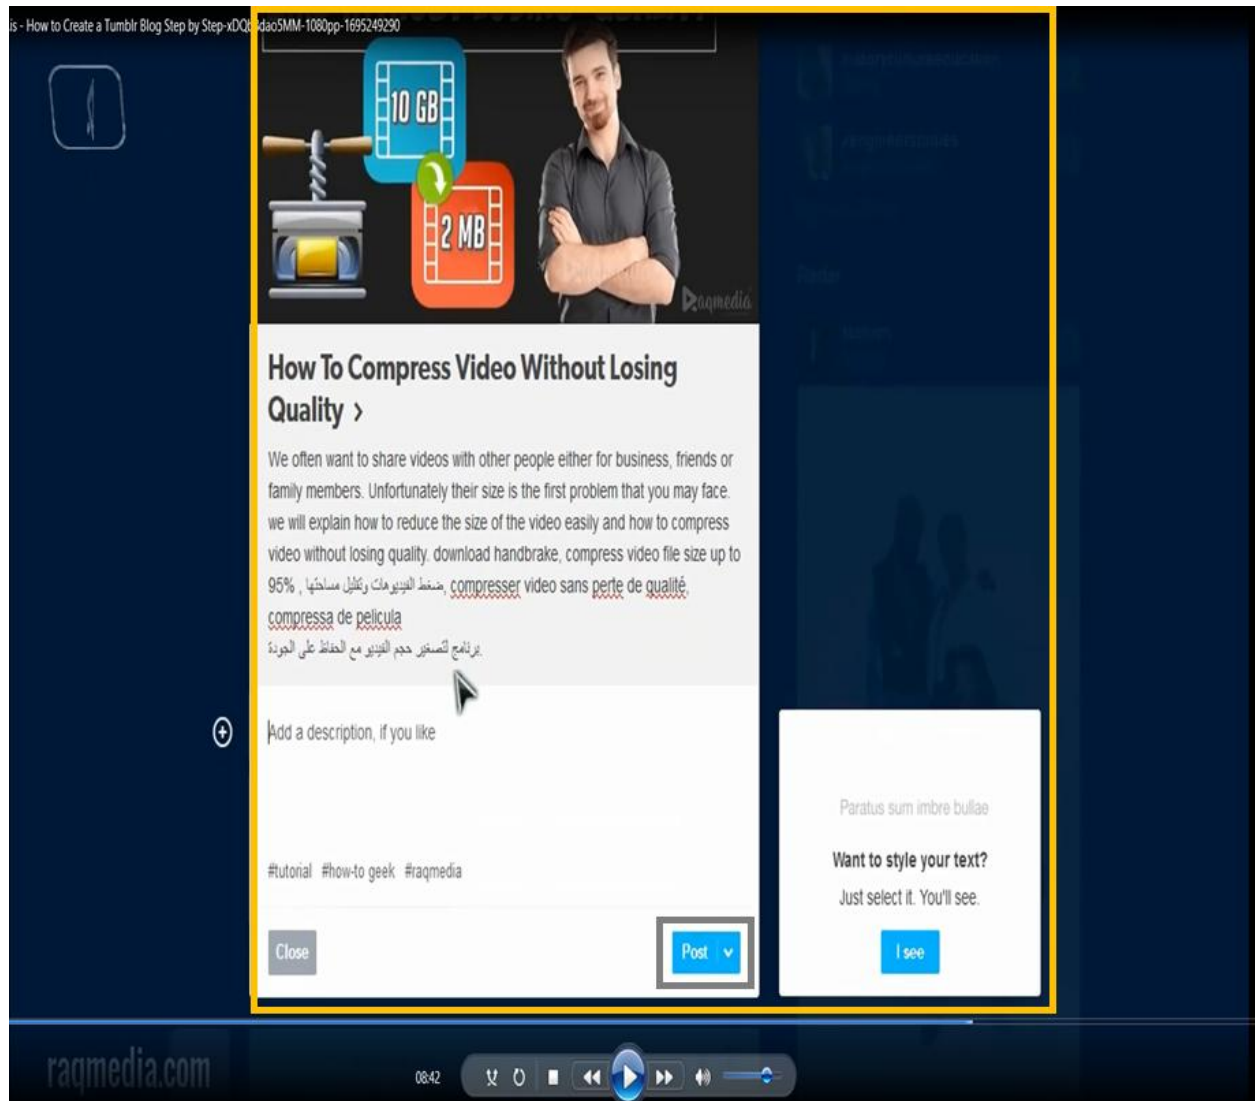 is - How to Create a Tumblr Blog Step by Step-xDQb
dao5MM-1080pp-1695249290
10 GB
2 MB
Raqmedia
How To Compress Video Without Losing
Quality >
We often want to share videos with other people either for business, friends or
family members. Unfortunately their size is the first problem that you may face.
we will explain how to reduce the size of the video easily and how to compress
video without losing quality. download handbrake, compress video file size up to
95% , ضغط الفيديوهات وتقليل مساحتها, compresser video sans perte de qualité,
compressa de pelicula
برنامج لتصغير حجم الفيديو مع الحفاظ على الجودة.
Add a description, if you like
#tutorial #how-to geek #raqmedia
Close
Post
Paratus sum imbre bullae
Want to style your text?
Just select it. You'll see.
I see
raqmedia.com
08:42